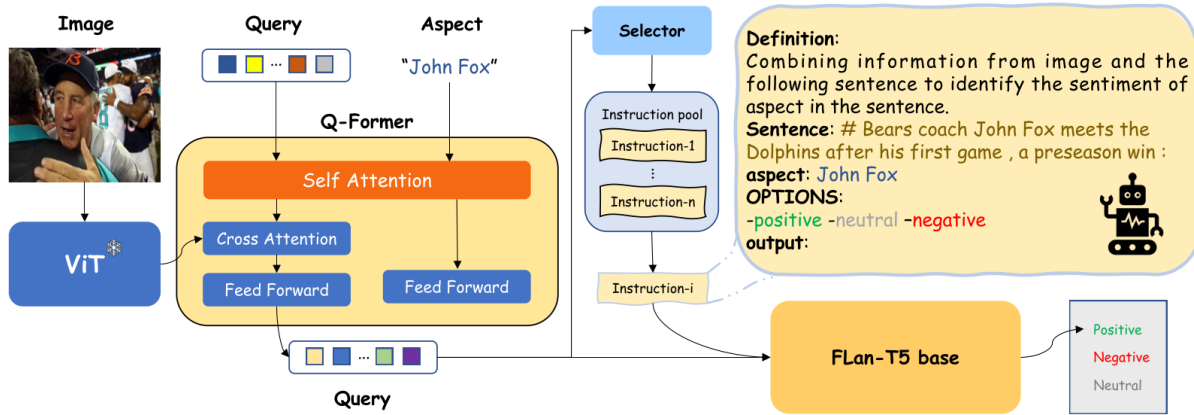 Image
Query
Aspect
"John Fox"
Q-Former
Self Attention
Cross Attention
Feed Forward
Feed Forward
ViT
Query
Selector
Instruction pool
Instruction-1
⋮
Instruction-n
Instruction-i
Definition:
Combining information from image and the
following sentence to identify the sentiment of
aspect in the sentence.
Sentence: # Bears coach John Fox meets the
Dolphins after his first game , a preseason win :
aspect: John Fox
OPTIONS:
-positive -neutral –negative
output:
FLan-T5 base
Positive
Negative
Neutral